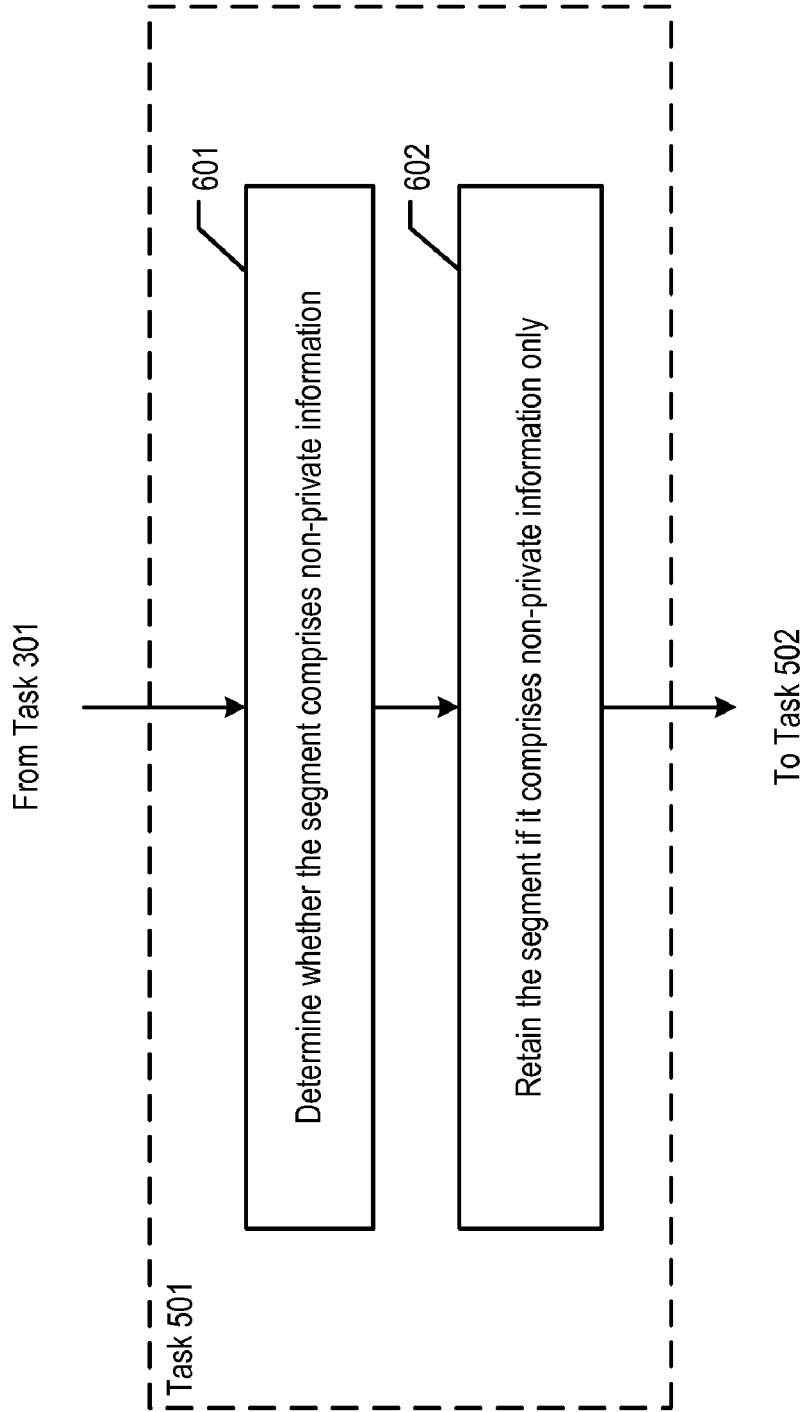 From Task 301
Task 501
601
Determine whether the segment comprises non-private information
602
Retain the segment if it comprises non-private information only
To Task 502